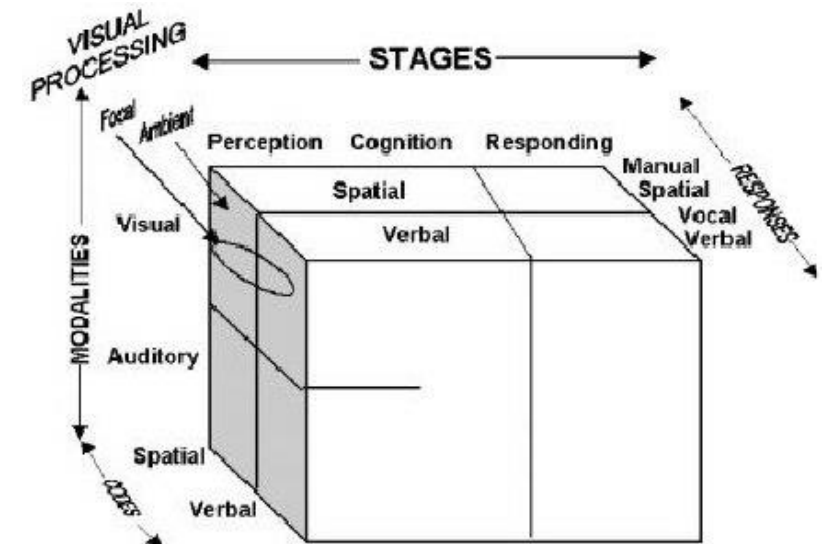 VISUAL
PROCESSING
STAGES
Focal
Ambient
Perception Cognition Responding
Manual
Spatial
Spatial
Vocal
Verbal
Verbal
RESPONSES
Visual
MODALITIES
Auditory
Spatial
Verbal
CODES